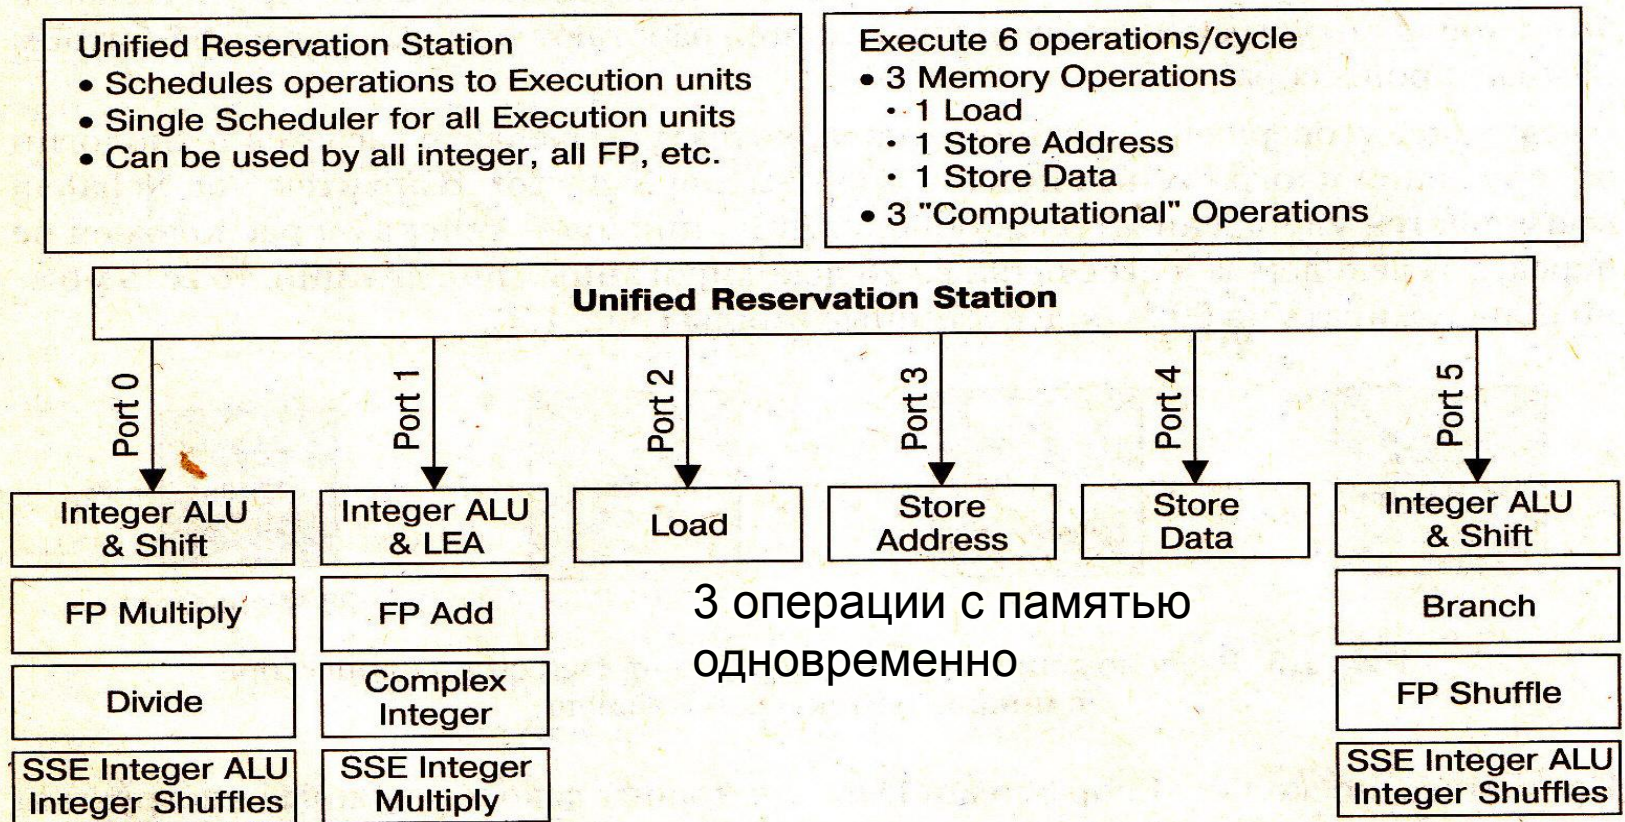 Unified Reservation Station
• Schedules operations to Execution units
• Single Scheduler for all Execution units
• Can be used by all integer, all FP, etc.
Execute 6 operations/cycle
• 3 Memory Operations
• 1 Load
• 1 Store Address
• 1 Store Data
• 3 "Computational" Operations
Unified Reservation Station
Port 0
Port 1
Port 2
Port 3
Port 4
Port 5
Integer ALU
& Shift
Integer ALU
& LEA
Load
Store
Address
Store
Data
Integer ALU
& Shift
FP Multiply
FP Add
3 операции с памятью
одновременно
Branch
Divide
Complex
Integer
FP Shuffle
SSE Integer ALU
Integer Shuffles
SSE Integer
Multiply
SSE Integer ALU
Integer Shuffles